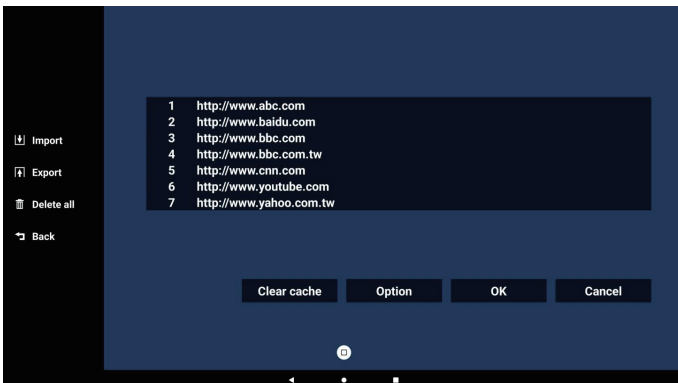 1 http://www.abc.com
2 http://www.baidu.com
3 http://www.bbc.com
4 http://www.bbc.com.tw
5 http://www.cnn.com
6 http://www.youtube.com
7 http://www.yahoo.com.tw
Import
Export
Delete all
Back
Clear cache Option OK Cancel